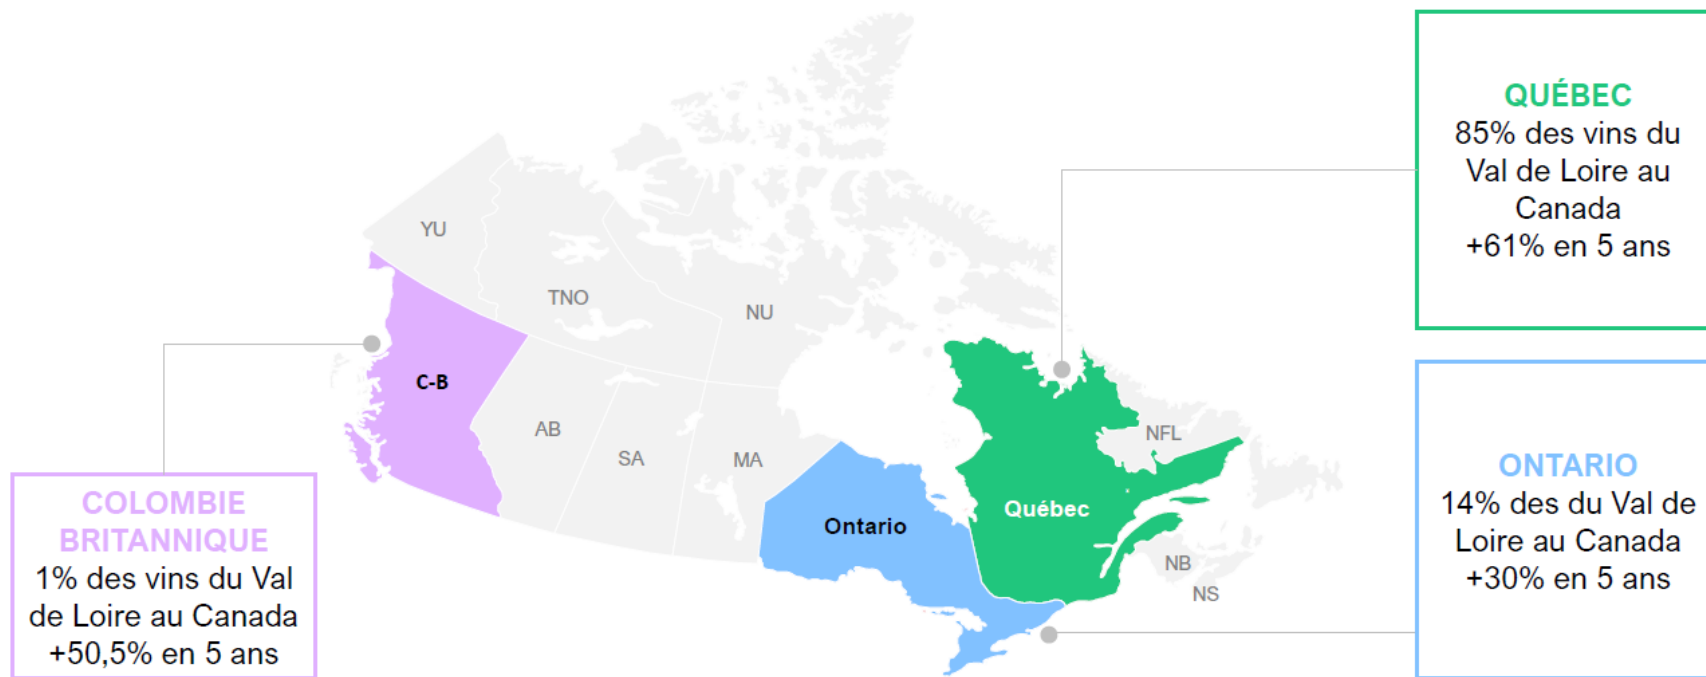 QUÉBEC
85% des vins du
Val de Loire au
Canada
+61% en 5 ans
YU
TNO
NU
C-B
AB
SA
MA
NFL
Ontario
Québec
NB
NS
COLOMBIE
BRITANNIQUE
1% des vins du Val
de Loire au Canada
+50,5% en 5 ans
ONTARIO
14% des du Val de
Loire au Canada
+30% en 5 ans